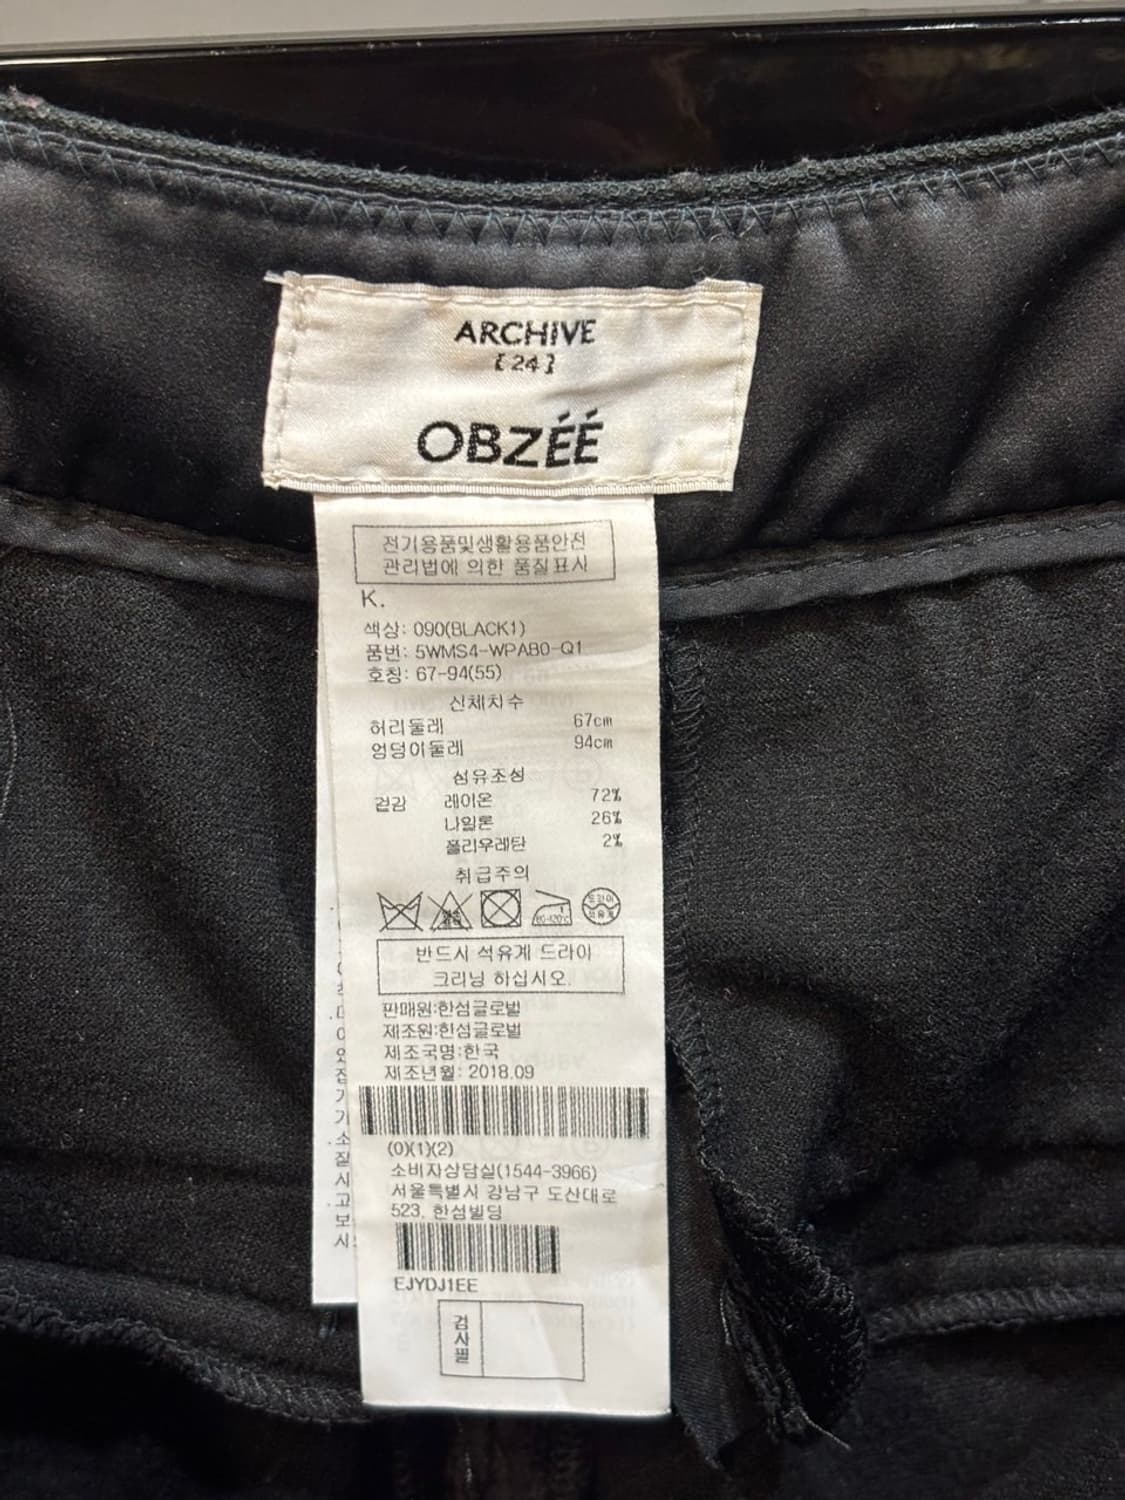 ARCHIVE
[24]
OBZÉÉ
전기용품및생활용품안전
관리법에 의한 품질표시
K.
색상: 090(BLACK1)
품번: 5WMS4-WPAB0-Q1
호칭: 67-94(55)
신체치수
허리둘레 67cm
엉덩이둘레 94cm
섬유조성
겉감 레이온 72%
나일론 26%
폴리우레탄 2%
취급주의
80~120℃
반드시 석유계 드라이
크리닝 하십시오.
판매원:한섬글로벌
제조원:한섬글로벌
제조국명:한국
제조년월: 2018.09
(0)(1)(2)
소비자상담실(1544-3966)
서울특별시 강남구 도산대로
523, 한섬빌딩
EJYDJ1EE
검사필